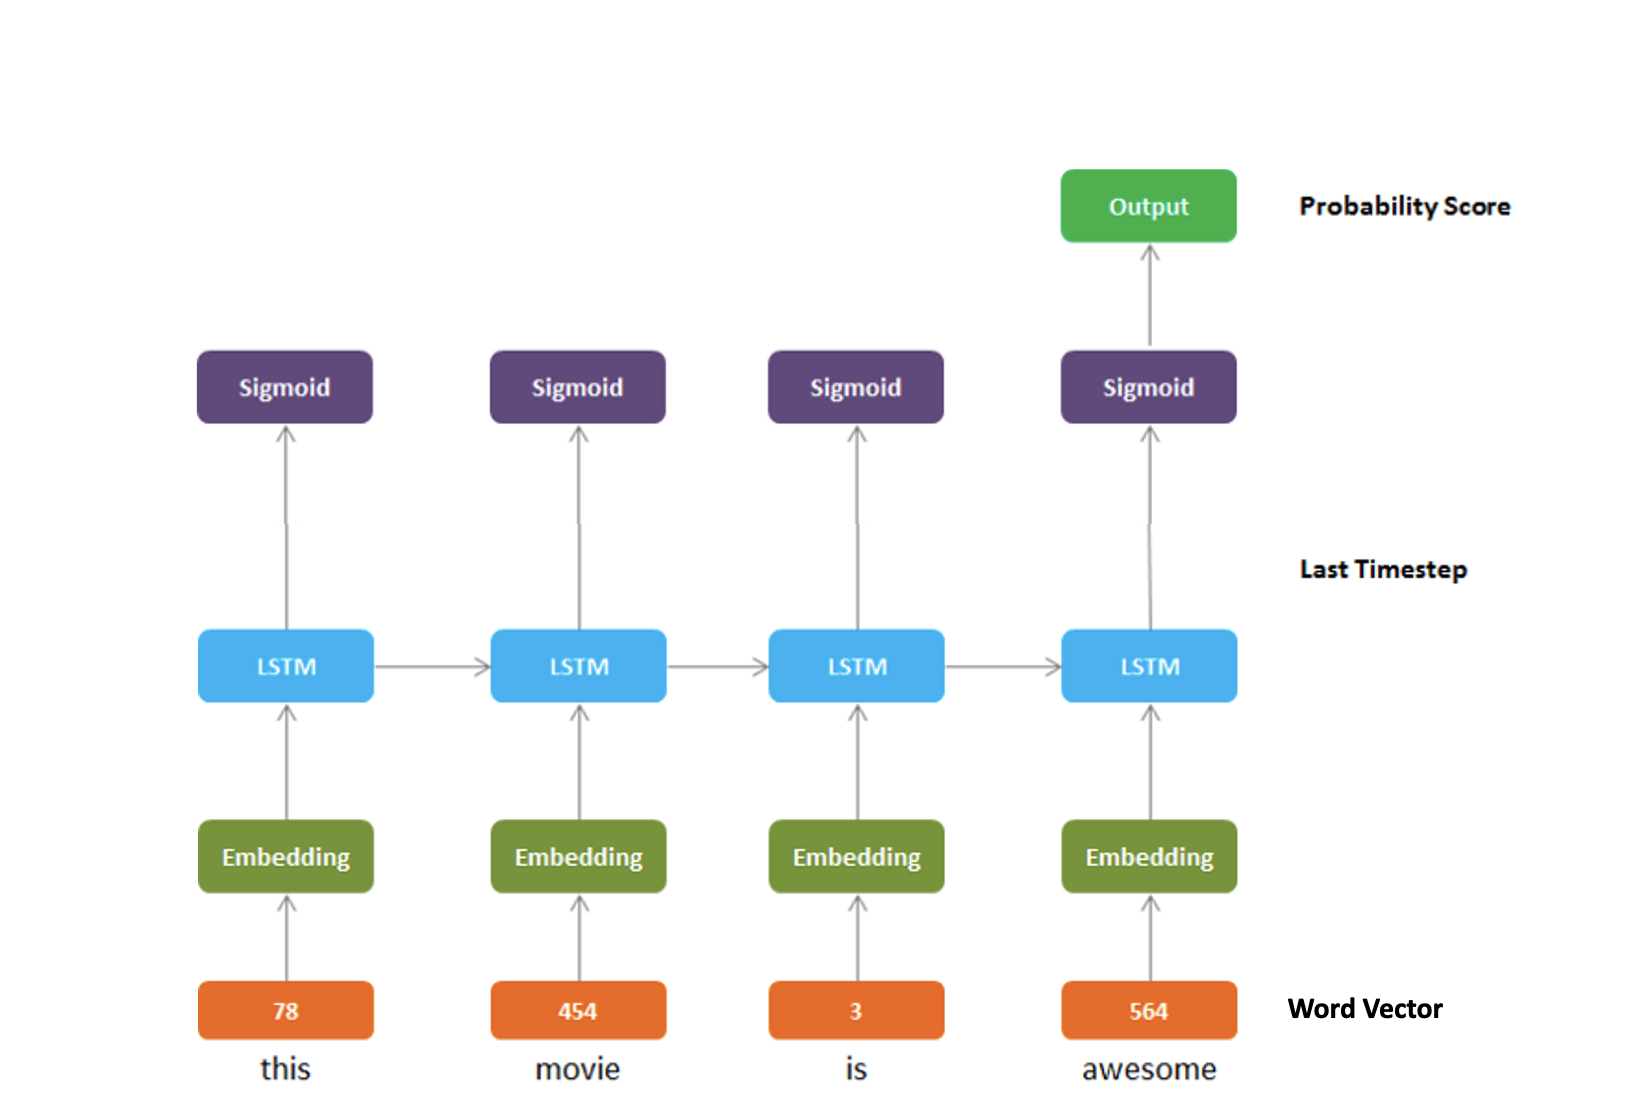 Output Probability Score
Sigmoid Sigmoid Sigmoid Sigmoid
Last Timestep
LSTM LSTM LSTM LSTM
Embedding Embedding Embedding Embedding
78 454 3 564 Word Vector
this movie is awesome